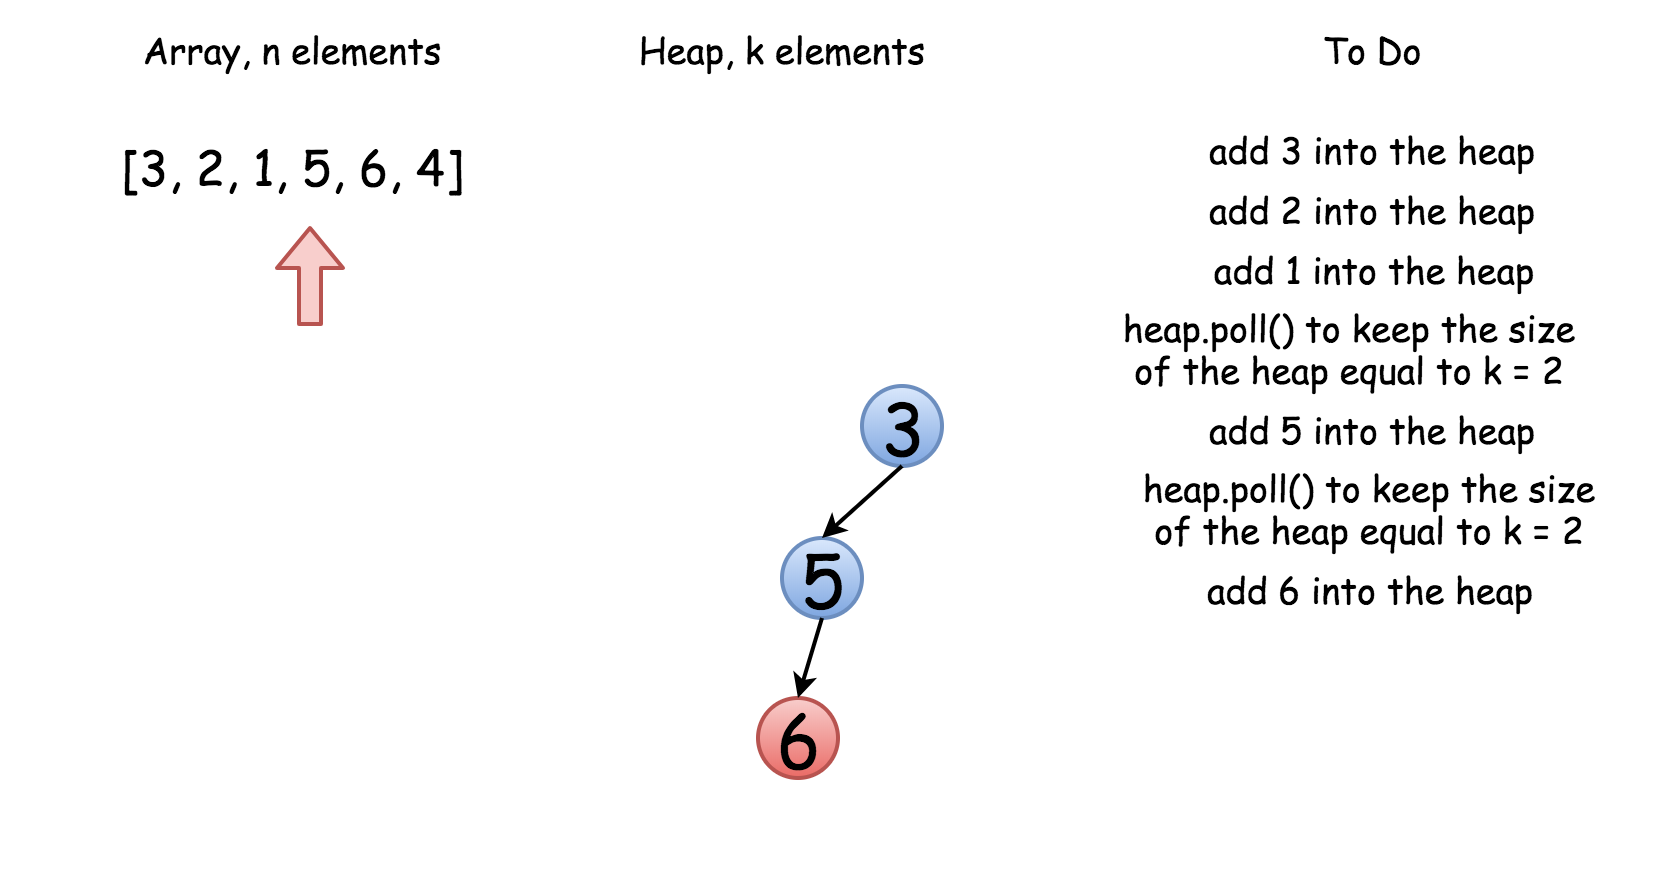 Array, n elements
[3, 2, 1, 5, 6, 4]
Heap, k elements
3
5
6
To Do
add 3 into the heap
add 2 into the heap
add 1 into the heap
heap.poll() to keep the size
of the heap equal to k = 2
add 5 into the heap
heap.poll() to keep the size
of the heap equal to k = 2
add 6 into the heap